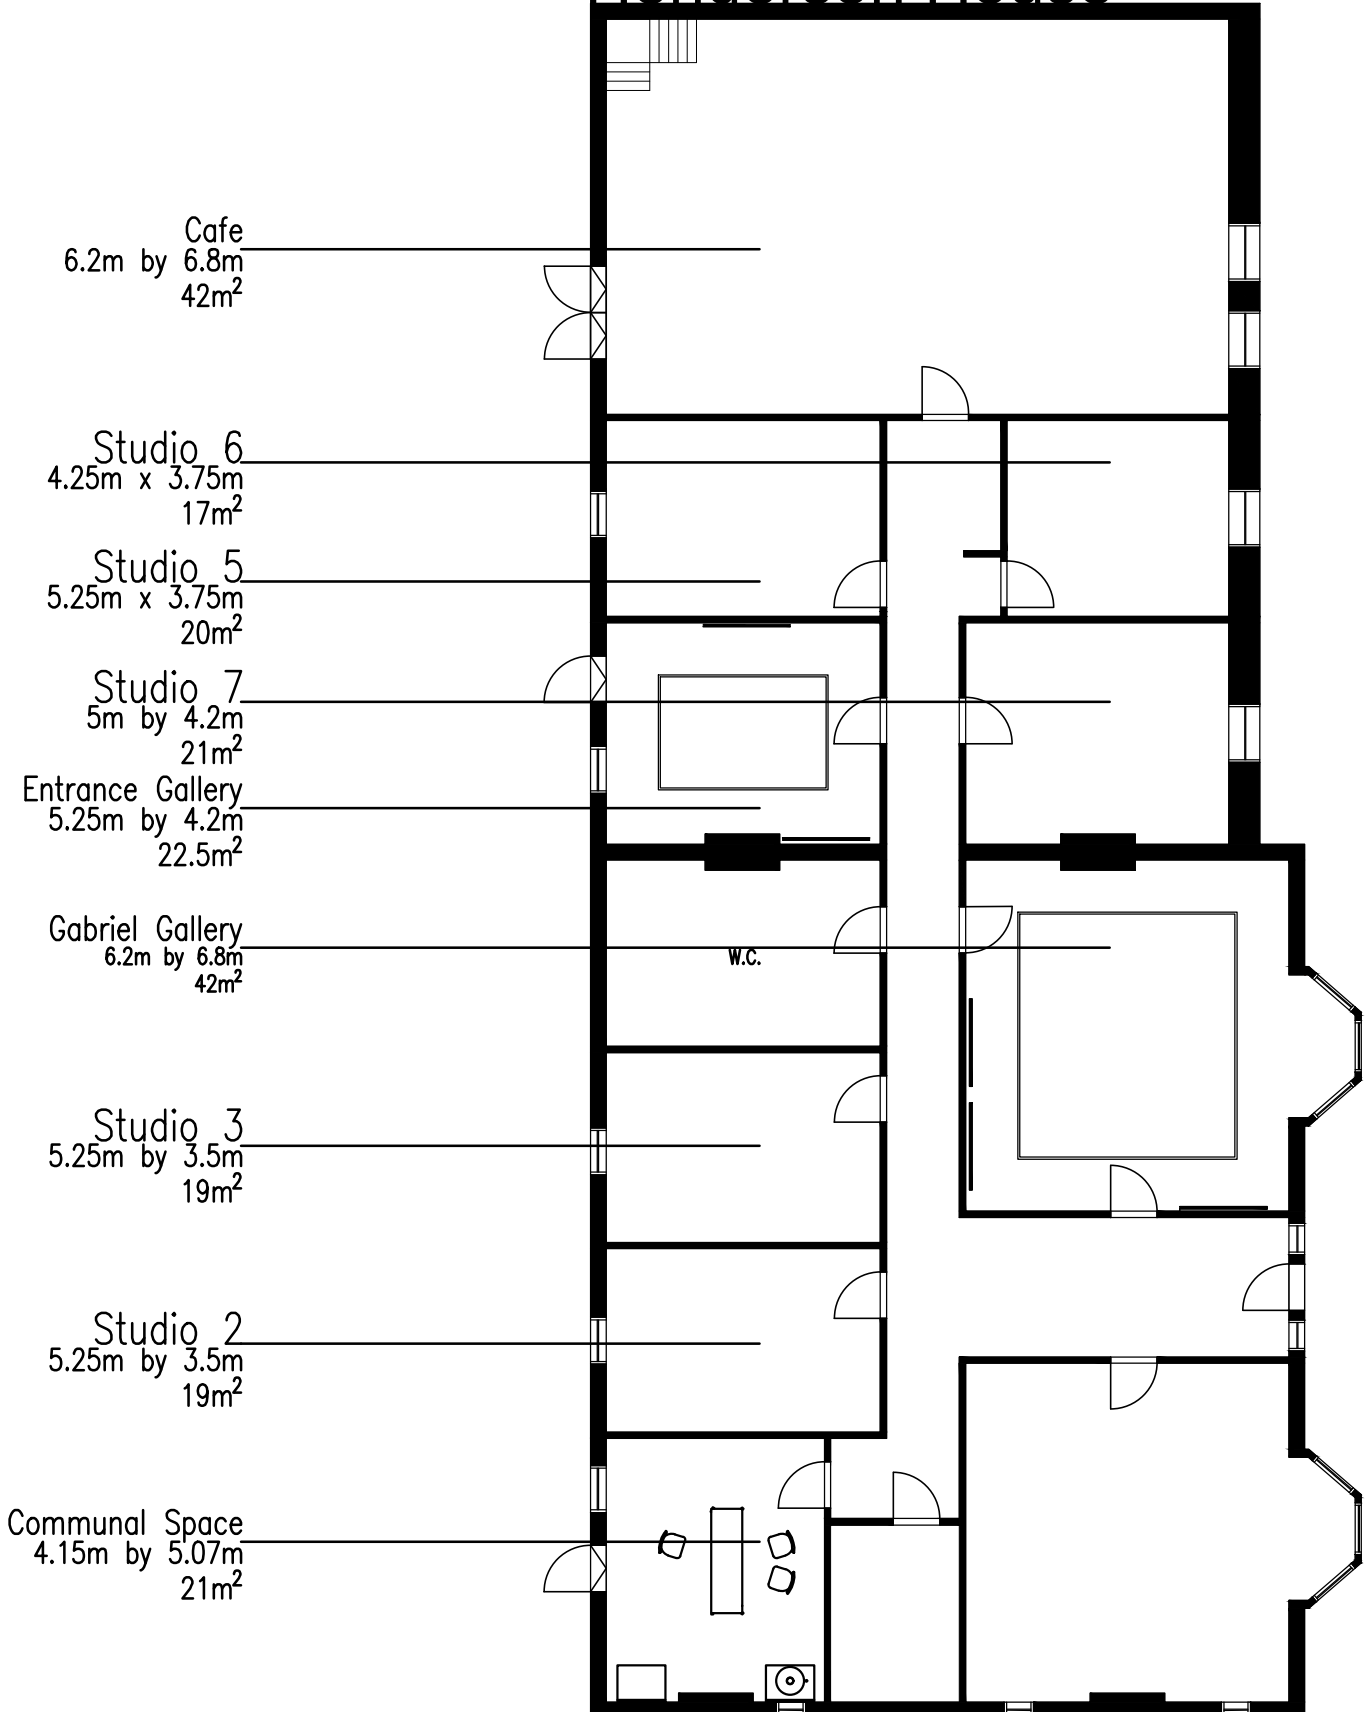 Cafe
6.2m by 6.8m
42m²
Studio 6
4.25m x 3.75m
17m²
Studio 5
5.25m x 3.75m
20m²
Studio 7
5m by 4.2m
21m²
Entrance Gallery
5.25m by 4.2m
22.5m²
Gabriel Gallery
6.2m by 6.8m
42m²
W.C.
Studio 3
5.25m by 3.5m
19m²
Studio 2
5.25m by 3.5m
19m²
Communal Space
4.15m by 5.07m
21m²